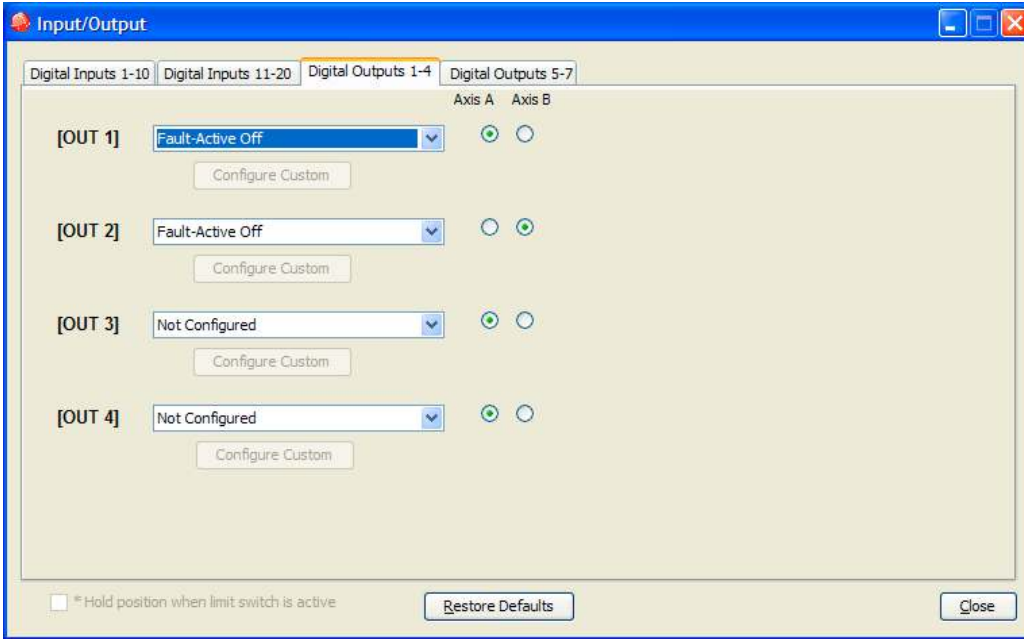 Input/Output
Digital Inputs 1-10 Digital Inputs 11-20 Digital Outputs 1-4 Digital Outputs 5-7
Axis A Axis B
[OUT 1] Fault-Active Off
Configure Custom
[OUT 2] Fault-Active Off
Configure Custom
[OUT 3] Not Configured
Configure Custom
[OUT 4] Not Configured
Configure Custom
* Hold position when limit switch is active Restore Defaults Close